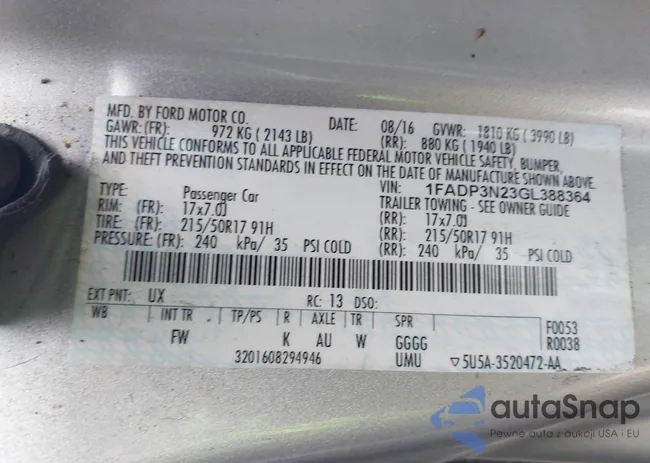 MFD. BY FORD MOTOR CO. DATE: 08/16 GVWR: 1810 KG ( 3990 LB)
GAWR:(FR): 972 KG ( 2143 LB) (RR): 880 KG ( 1940 LB)
THIS VEHICLE CONFORMS TO ALL APPLICABLE FEDERAL MOTOR VEHICLE SAFETY, BUMPER,
AND THEFT PREVENTION STANDARDS IN EFFECT ON THE DATE OF MANUFACTURE SHOWN ABOVE.
VIN: 1FADP3N23GL388364
TYPE: Passenger Car TRAILER TOWING - SEE OWNER GUIDE
RIM: (FR): 17x7.0J (RR): 17x7.0J
TIRE: (FR): 215/50R17 91H (RR): 215/50R17 91H
PRESSURE: (FR): 240 kPa/ 35 PSI COLD (RR): 240 kPa/ 35 PSI COLD
EXT PNT: UX RC: 13 DSO:
WB INT TR TP/PS R AXLE TR SPR F0053
FW K AU W GGGG R0038
3201608294946 UMU ▽5U5A-3520472-AA
autaSnap
Pewne auta z aukcji USA · EU